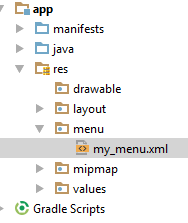 app
manifests
java
res
drawable
layout
menu
my_menu.xml
mipmap
values
Gradle Scripts